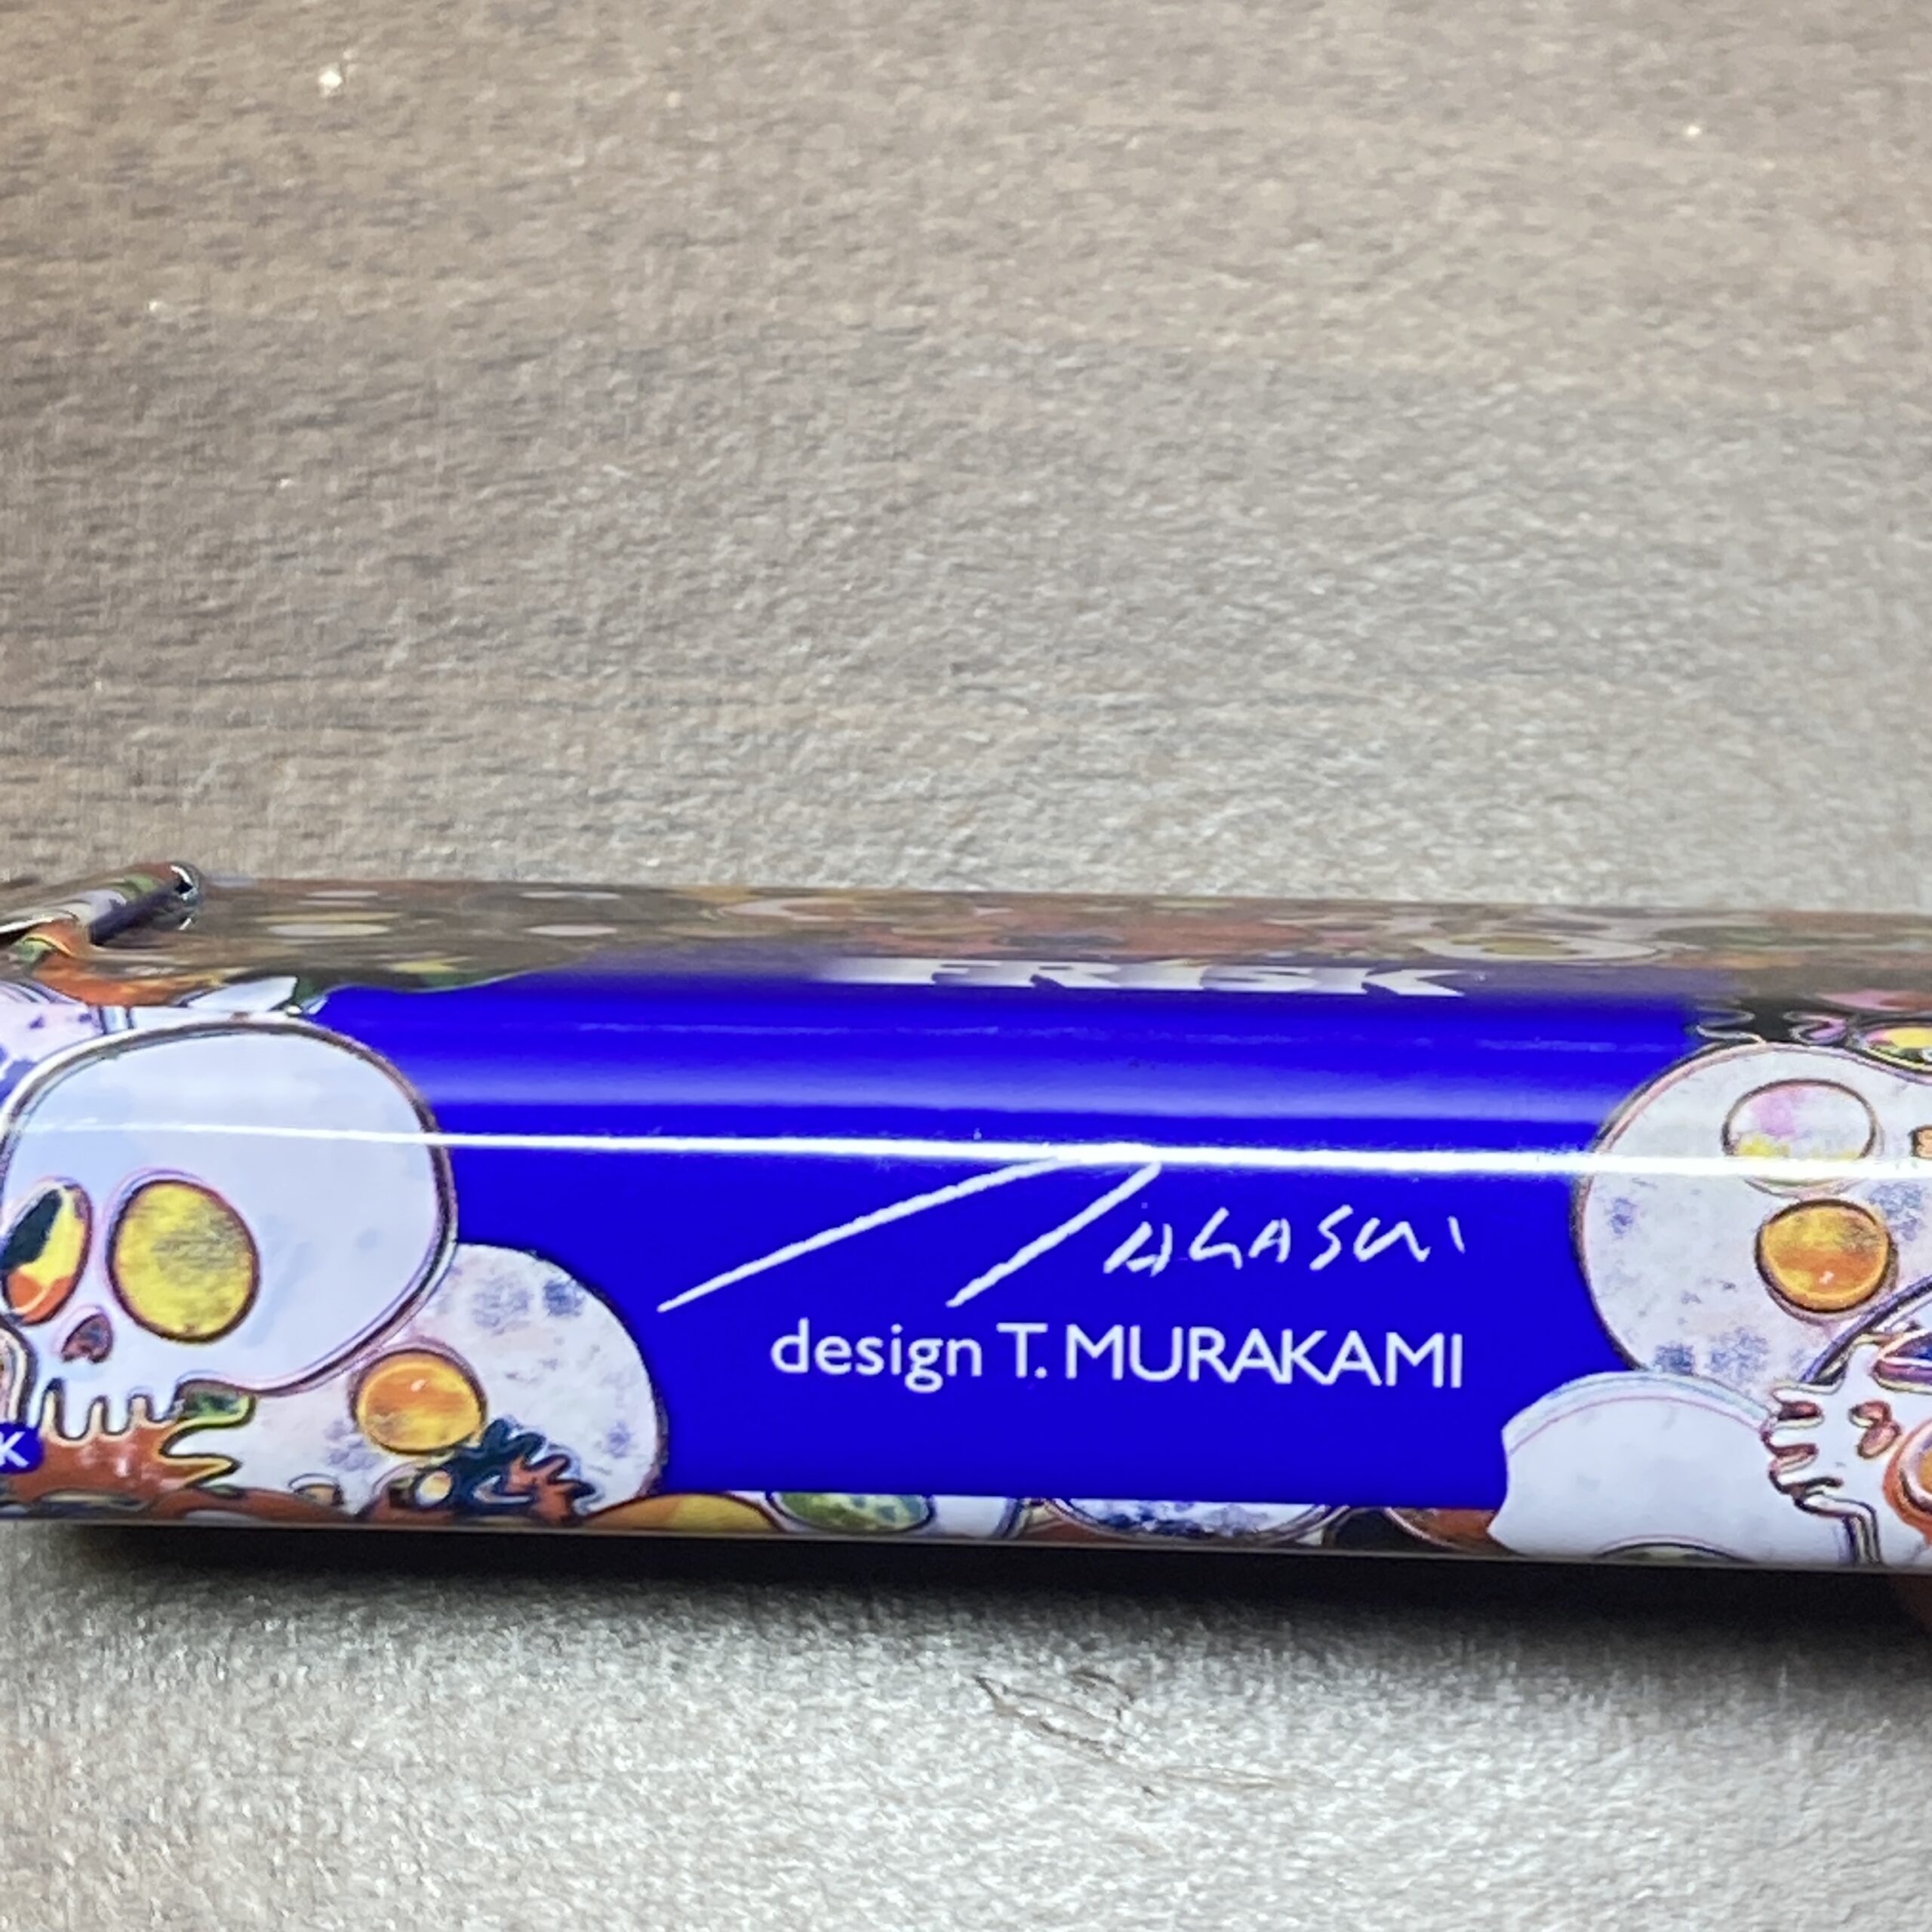 FRISK
TAKASHI
design T. MURAKAMI
K